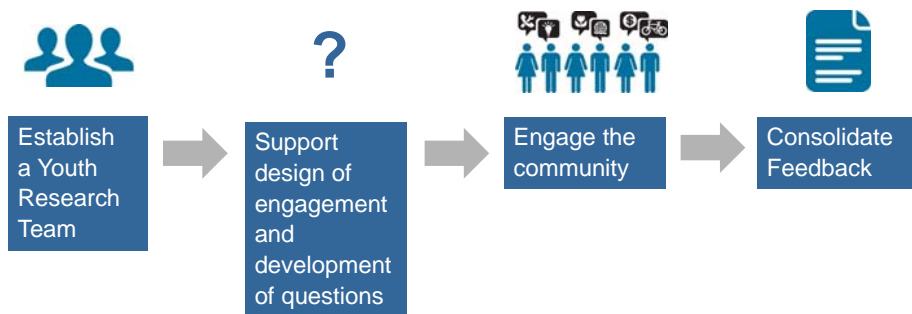 ?
Establish
a Youth
Research
Team
Support
design of
engagement
and
development
of questions
Engage the
community
Consolidate
Feedback